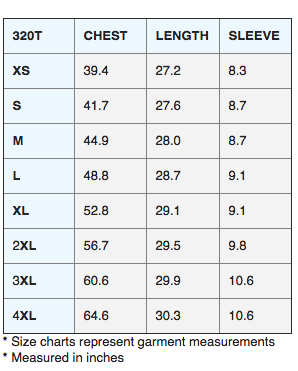 320T CHEST LENGTH SLEEVE
XS 39.4 27.2 8.3
S 41.7 27.6 8.7
M 44.9 28.0 8.7
L 48.8 28.7 9.1
XL 52.8 29.1 9.1
2XL 56.7 29.5 9.8
3XL 60.6 29.9 10.6
4XL 64.6 30.3 10.6
* Size charts represent garment measurements
* Measured in inches